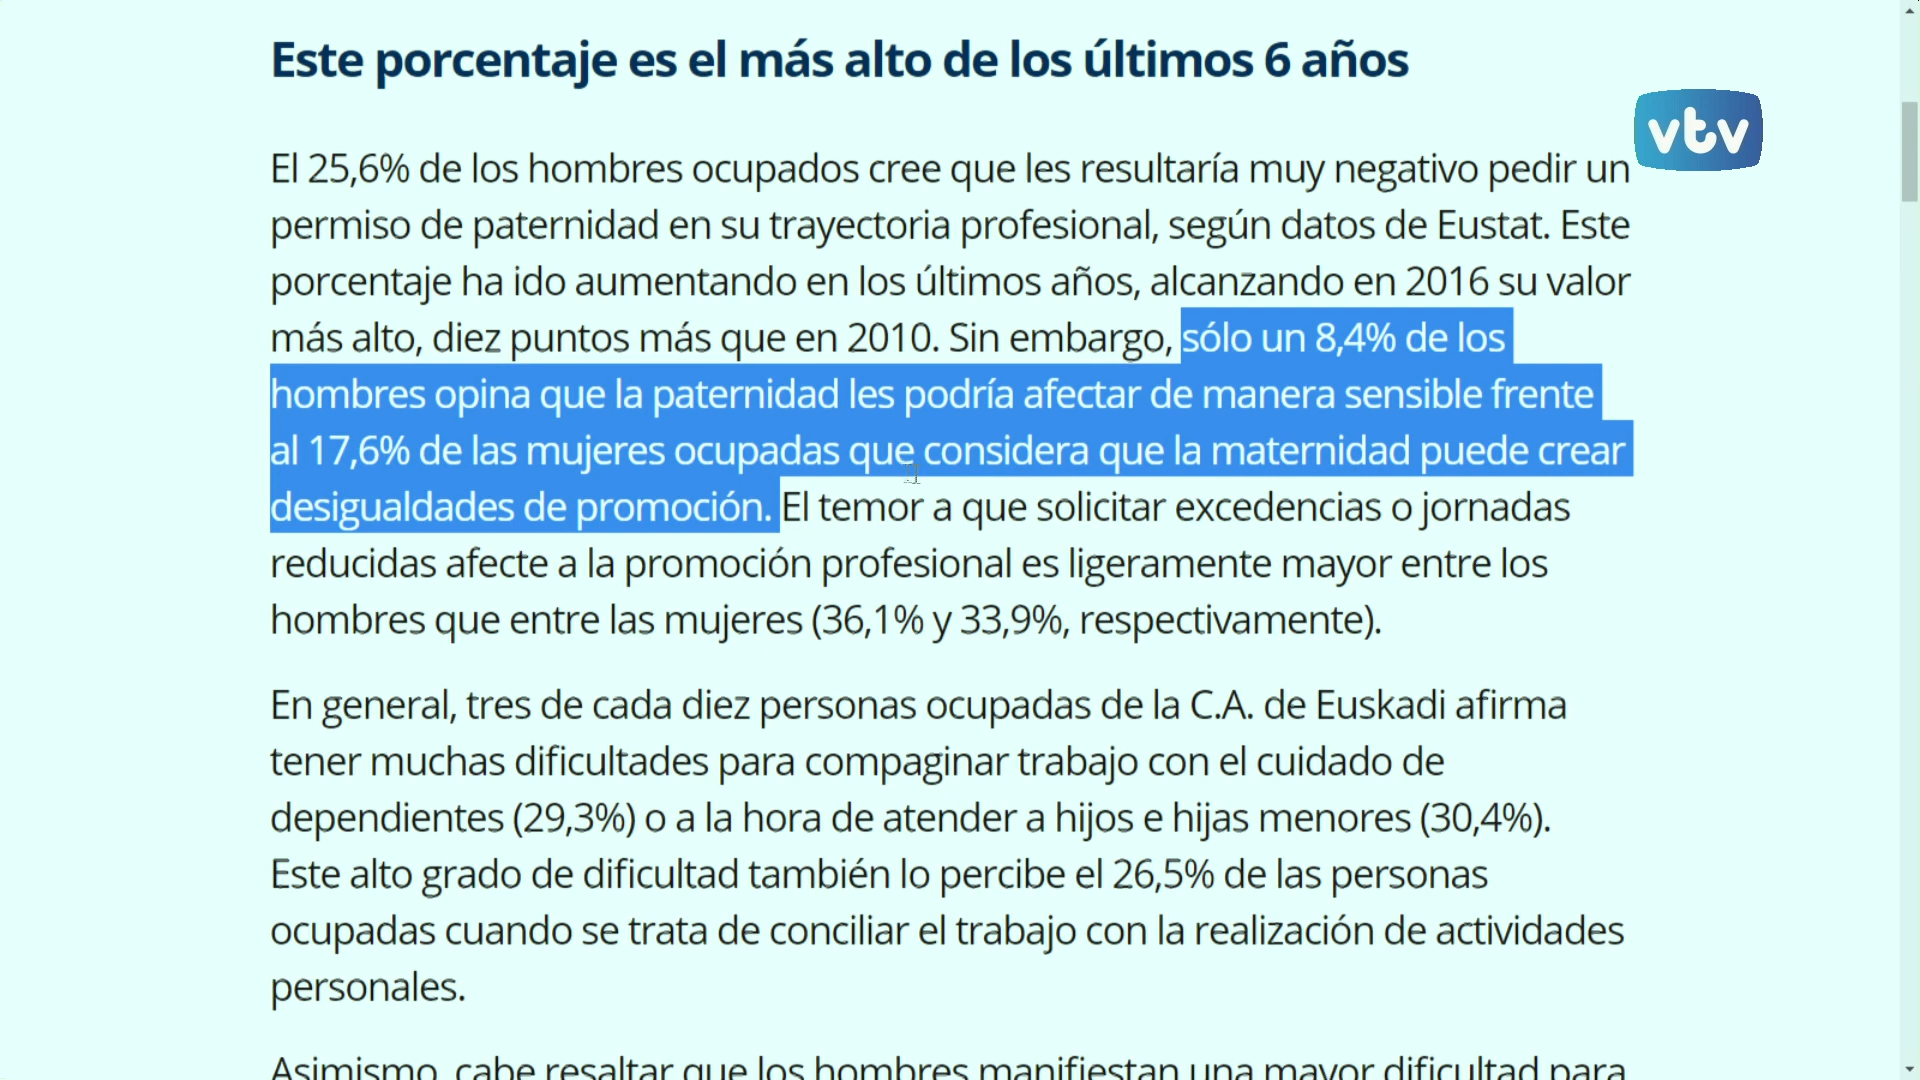 Este porcentaje es el más alto de los últimos 6 años
vtv
El 25,6% de los hombres ocupados cree que les resultaría muy negativo pedir un
permiso de paternidad en su trayectoria profesional, según datos de Eustat. Este
porcentaje ha ido aumentando en los últimos años, alcanzando en 2016 su valor
más alto, diez puntos más que en 2010. Sin embargo, sólo un 8,4% de los
hombres opina que la paternidad les podría afectar de manera sensible frente
al 17,6% de las mujeres ocupadas que considera que la maternidad puede crear
desigualdades de promoción. El temor a que solicitar excedencias o jornadas
reducidas afecte a la promoción profesional es ligeramente mayor entre los
hombres que entre las mujeres (36,1% y 33,9%, respectivamente).
En general, tres de cada diez personas ocupadas de la C.A. de Euskadi afirma
tener muchas dificultades para compaginar trabajo con el cuidado de
dependientes (29,3%) o a la hora de atender a hijos e hijas menores (30,4%).
Este alto grado de dificultad también lo percibe el 26,5% de las personas
ocupadas cuando se trata de conciliar el trabajo con la realización de actividades
personales.
Asimismo, cabe resaltar que los hombres manifiestan una mayor dificultad para